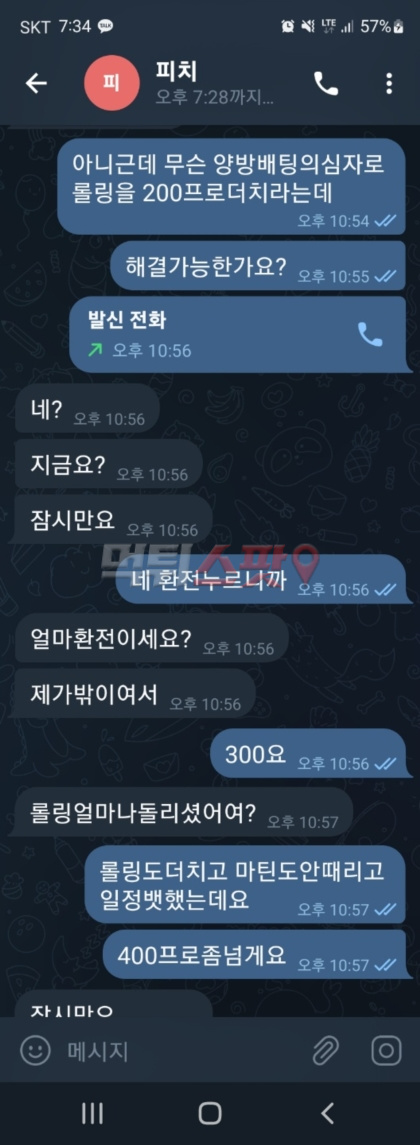 SKT 7:34 TALK LTE 57%
피 피치
오후 7:28까지...
아니근데 무슨 양방배팅의심자로
롤링을 200프로더치라는데
오후 10:54
해결가능한가요? 오후 10:55
발신 전화
오후 10:56
네? 오후 10:56
지금요? 오후 10:56
잠시만요 오후 10:56
먹튀스팟
네 환전누르니까 오후 10:56
얼마환전이세요? 오후 10:56
제가밖이여서 오후 10:56
300요 오후 10:56
롤링얼마나돌리셨어여? 오후 10:57
롤링도더치고 마틴도안때리고
일정뱃했는데요 오후 10:57
400프로좀넘게요 오후 10:57
잠시만요
메시지